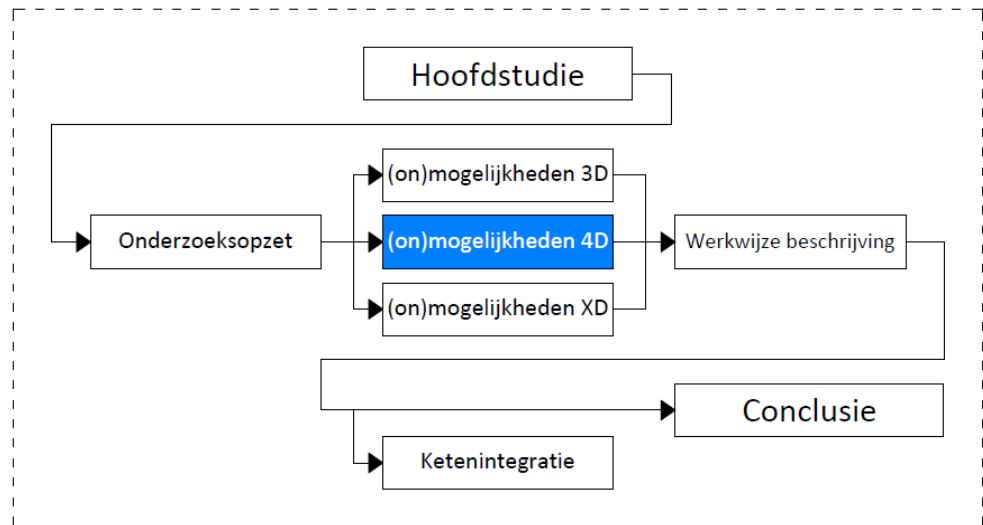 Hoofdstudie
(on)mogelijkheden 3D
Onderzoeksopzet
(on)mogelijkheden 4D
Werkwijze beschrijving
(on)mogelijkheden XD
Conclusie
Ketenintegratie